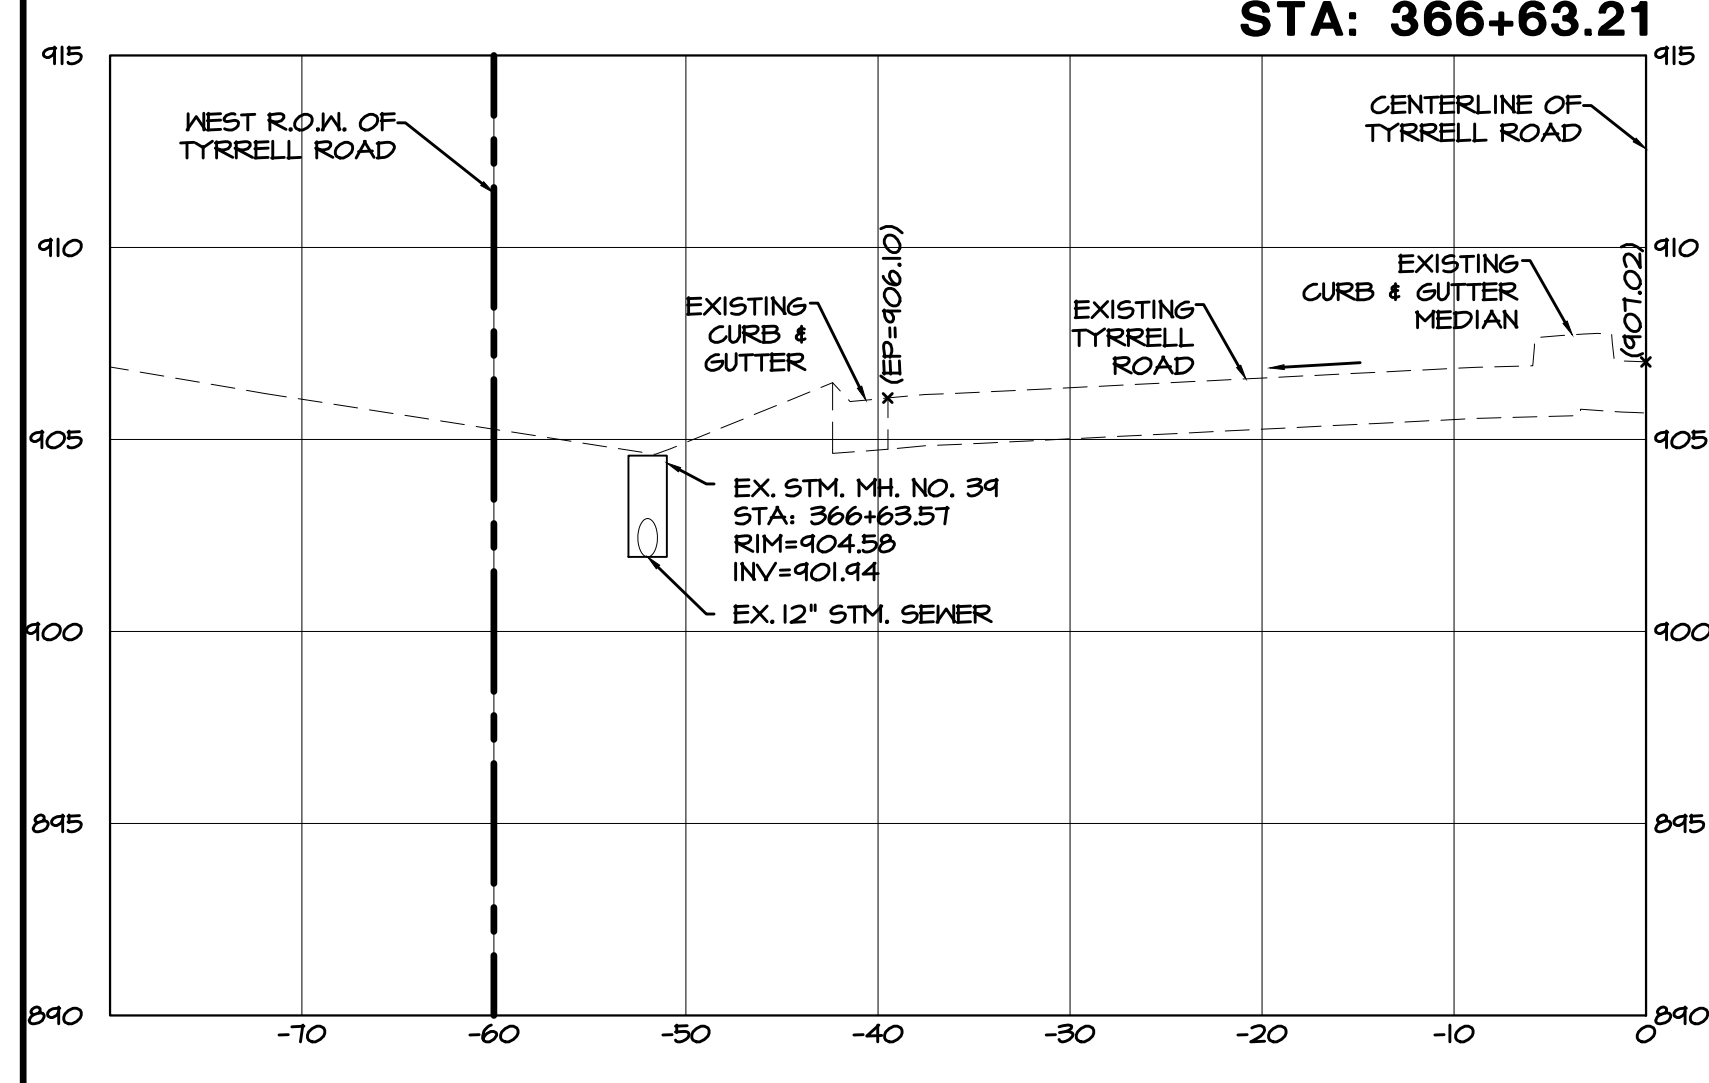 STA: 366+63.21
915
915
WEST R.O.W. OF
TYRRELL ROAD
CENTERLINE OF
TYRRELL ROAD
910
910
(EP=906.10)
(907.02)
EXISTING
CURB & GUTTER
MEDIAN
EXISTING
CURB &
GUTTER
EXISTING
TYRRELL
ROAD
905
905
EX. STM. MH. NO. 39
STA: 366+63.57
RIM=904.58
INV=901.94
EX. 12" STM. SEWER
900
900
895
895
890
890
-70
-60
-50
-40
-30
-20
-10
0